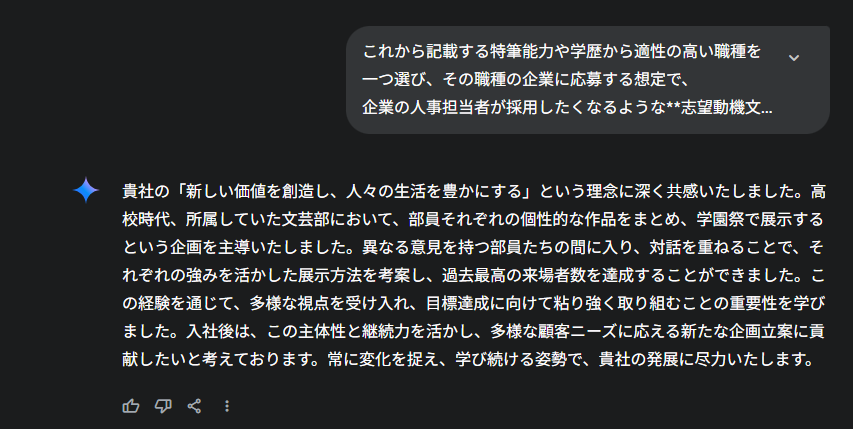 これから記載する特筆能力や学歴から適性の高い職種を
一つ選び、その職種の企業に応募する想定で、
企業の人事担当者が採用したくなるような**志望動機文...
貴社の「新しい価値を創造し、人々の生活を豊かにする」という理念に深く共感いたしました。高
校時代、所属していた文芸部において、部員それぞれの個性的な作品をまとめ、学園祭で展示する
という企画を主導いたしました。異なる意見を持つ部員たちの間に入り、対話を重ねることで、そ
れぞれの強みを活かした展示方法を考案し、過去最高の来場者数を達成することができました。こ
の経験を通じて、多様な視点を受け入れ、目標達成に向けて粘り強く取り組むことの重要性を学び
ました。入社後は、この主体性と継続力を活かし、多様な顧客ニーズに応える新たな企画立案に貢
献したいと考えております。常に変化を捉え、学び続ける姿勢で、貴社の発展に尽力いたします。